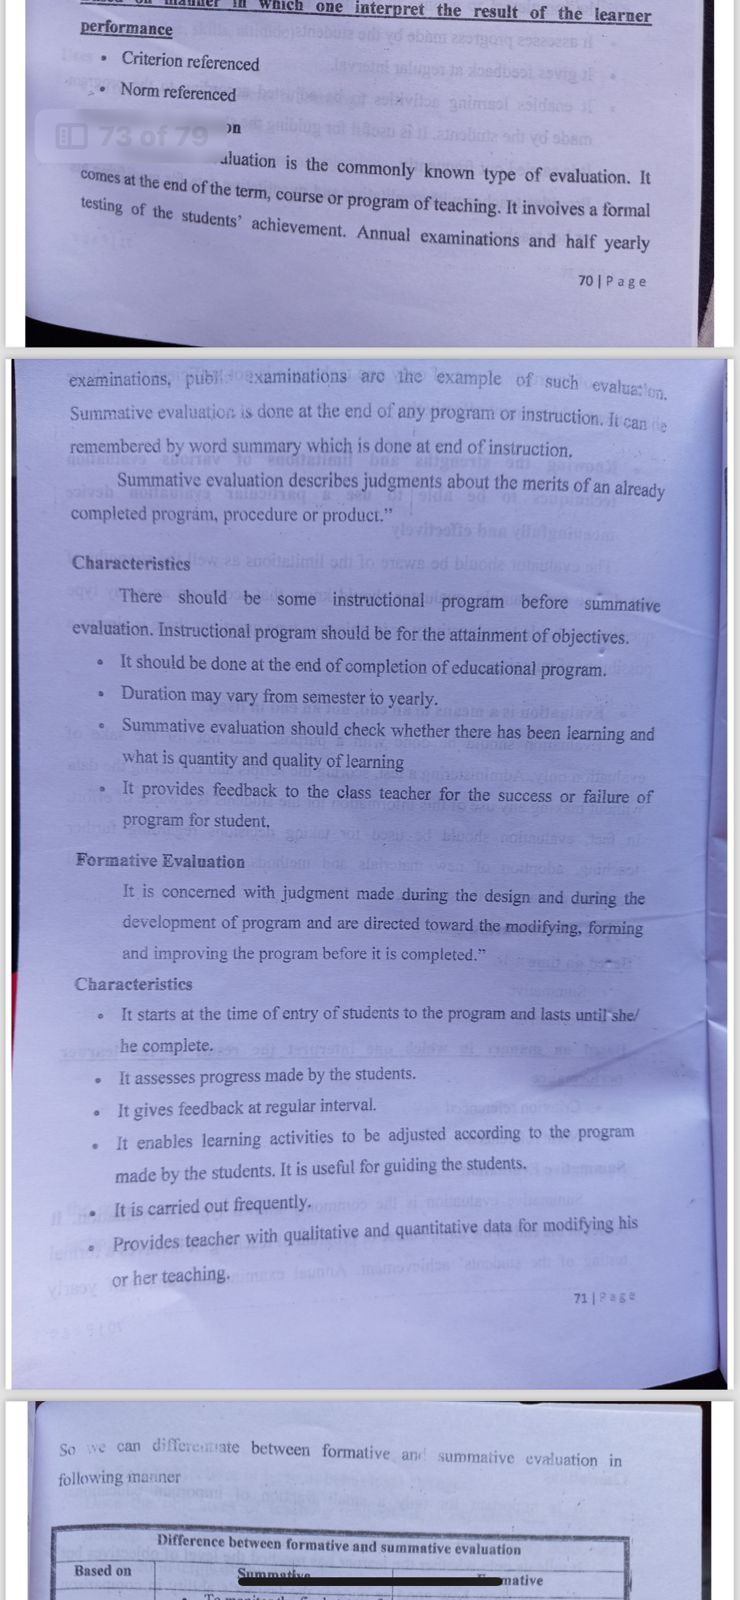 which one interpret the result of the learner
performance
• Criterion referenced
• Norm referenced
73 of 79
is the commonly known type of evaluation. It
comes at the end of the term, course or program of teaching. It involves a formal
testing of the students' achievement. Annual examinations and half yearly
70 | Page
examinations, examinations are the example of such evaluation.
Summative evaluation is done at the end of any program or instruction. It can be
remembered by word summary which is done at end of instruction.
Summative evaluation describes judgments about the merits of an already
completed program, procedure or product."
Characteristics
There should be some instructional program before summative
evaluation. Instructional program should be for the attainment of objectives.
• It should be done at the end of completion of educational program.
• Duration may vary from semester to yearly.
• Summative evaluation should check whether there has been learning and
what is quantity and quality of learning
• It provides feedback to the class teacher for the success or failure of
program for student.
Formative Evaluation
It is concerned with judgment made during the design and during the
development of program and are directed toward the modifying, forming
and improving the program before it is completed."
Characteristics
• It starts at the time of entry of students to the program and lasts until she/
he complete.
• It assesses progress made by the students.
• It gives feedback at regular interval.
• It enables learning activities to be adjusted according to the program
made by the students. It is useful for guiding the students.
• It is carried out frequently.
• Provides teacher with qualitative and quantitative data for modifying his
or her teaching.
71 | Page
So we can differentiate between formative and summative evaluation in
following manner
Difference between formative and summative evaluation
Based on Summative